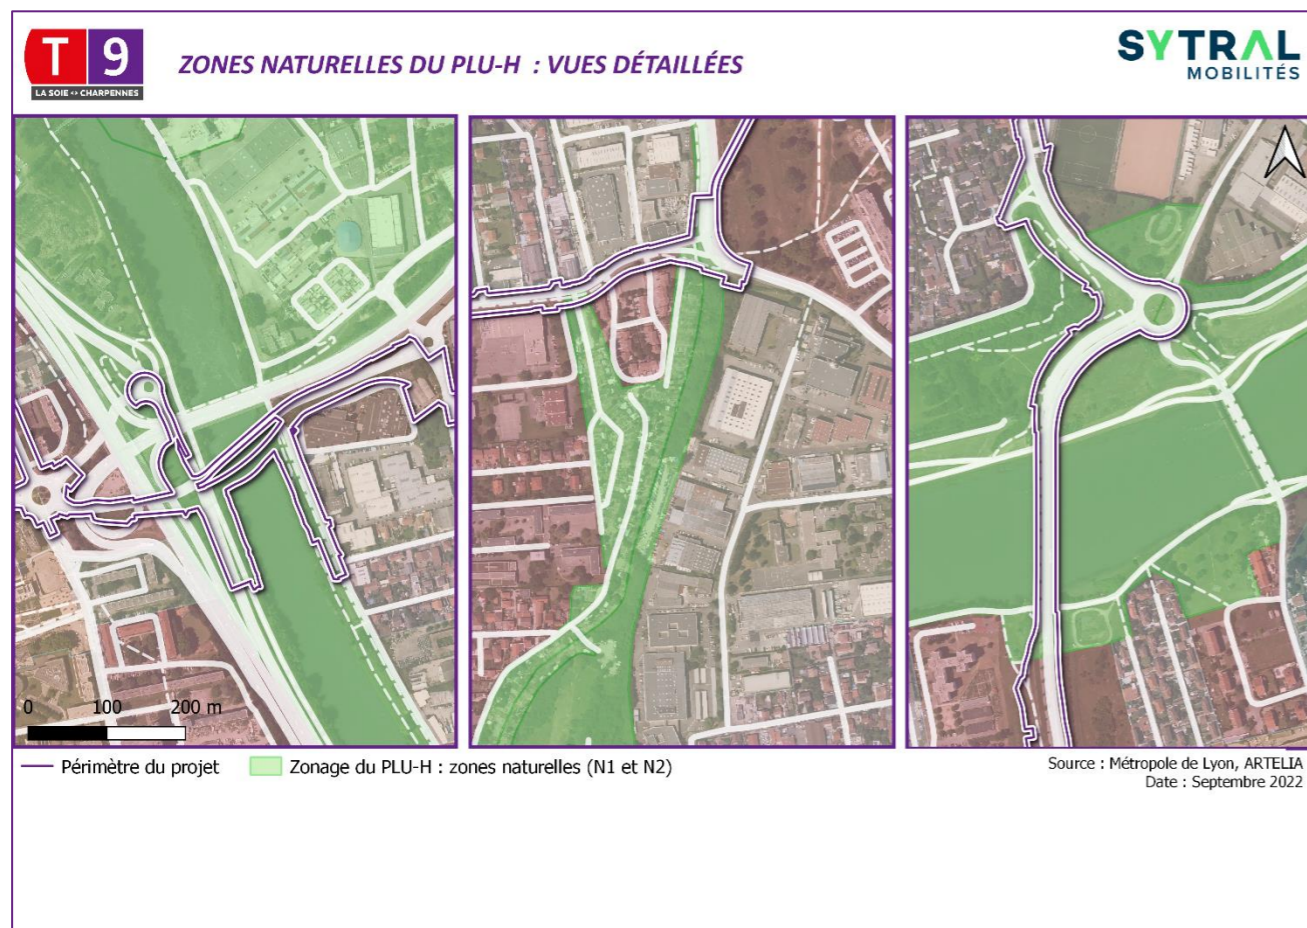 T 9
LA SOIE <> CHARPENNES
ZONES NATURELLES DU PLU-H : VUES DÉTAILLÉES
SYTRAL
MOBILITÉS
0 100 200 m
Périmètre du projet
Zonage du PLU-H : zones naturelles (N1 et N2)
Source : Métropole de Lyon, ARTELIA
Date : Septembre 2022